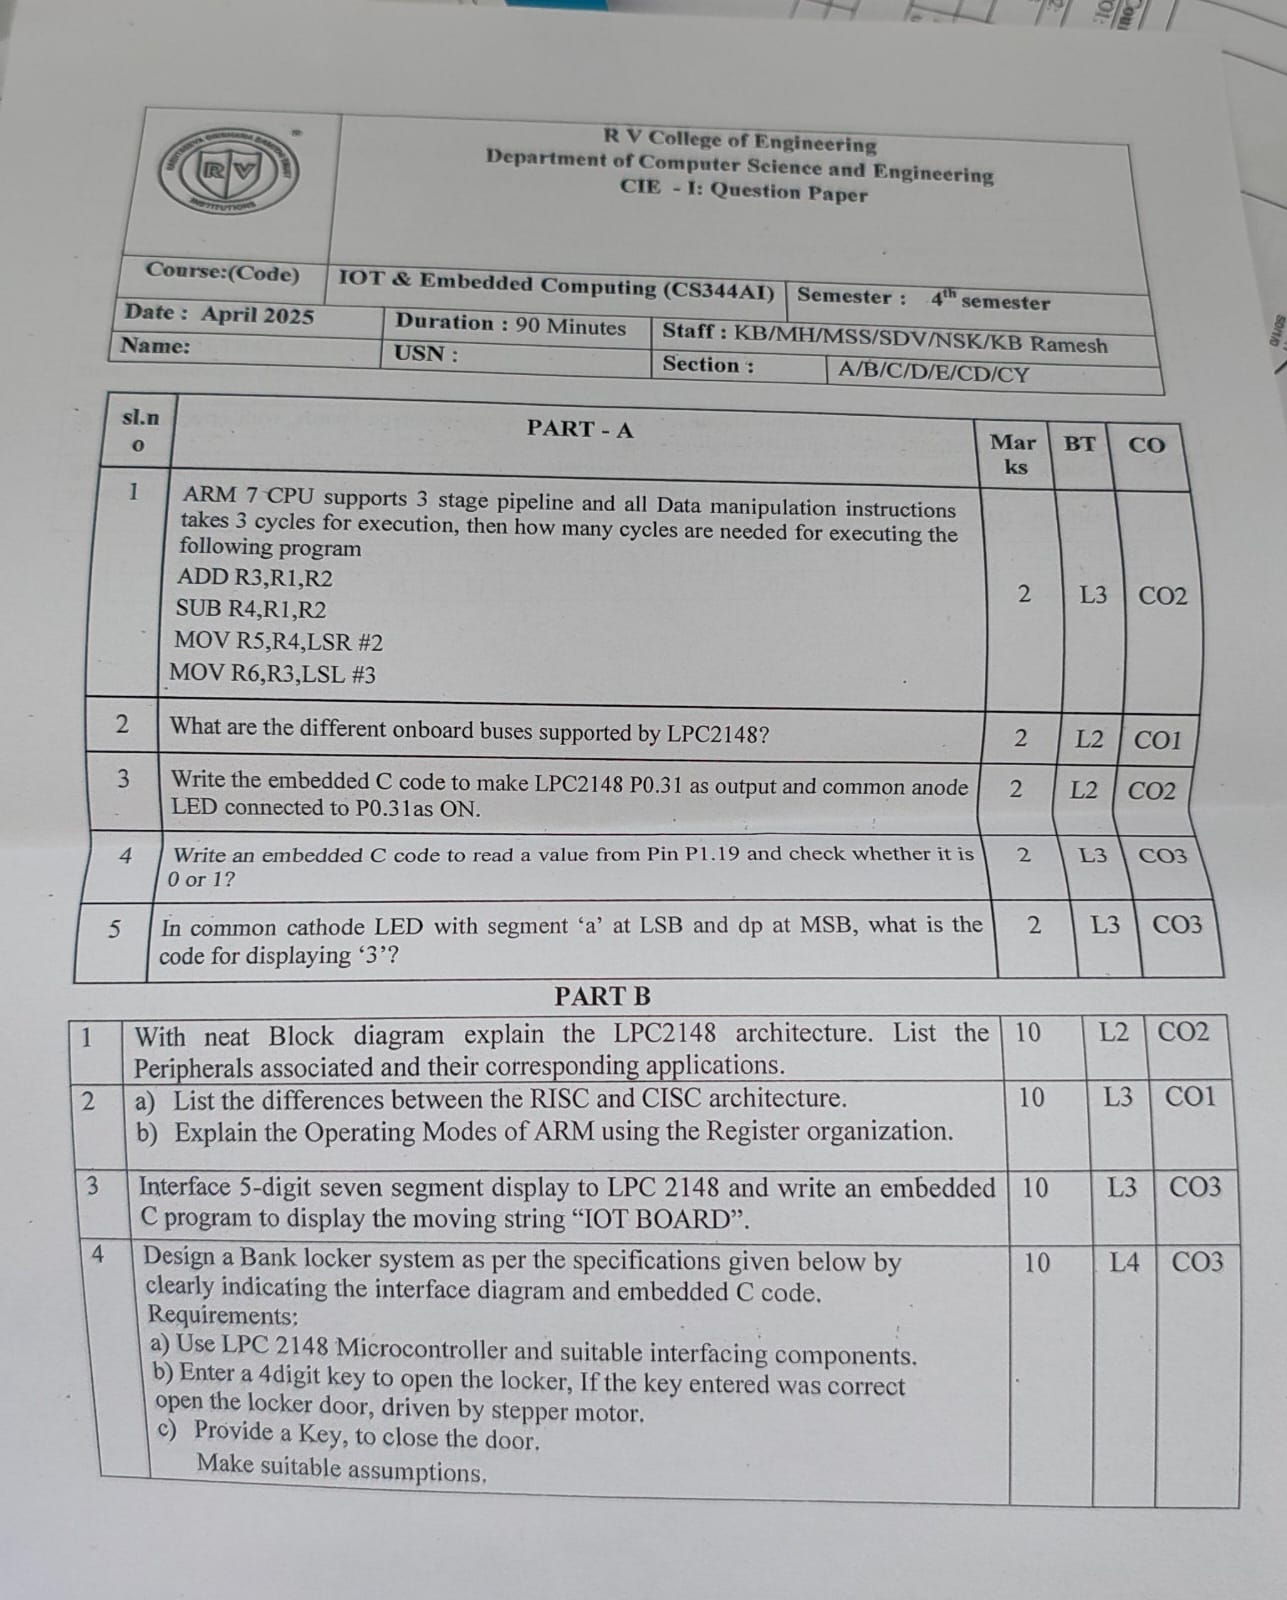 RV
INSTITUTIONS
R V College of Engineering
Department of Computer Science and Engineering
CIE - I: Question Paper
Course:(Code) IOT & Embedded Computing (CS344AI) Semester : 4th semester
Date : April 2025 Duration : 90 Minutes Staff : KB/MH/MSS/SDV/NSK/KB Ramesh
Name: USN : Section : A/B/C/D/E/CD/CY
sl.n
o
PART - A
Mar
ks
BT CO
1 ARM 7 CPU supports 3 stage pipeline and all Data manipulation instructions
takes 3 cycles for execution, then how many cycles are needed for executing the
following program
ADD R3,R1,R2
SUB R4,R1,R2
MOV R5,R4,LSR #2
MOV R6,R3,LSL #3
2 L3 CO2
2 What are the different onboard buses supported by LPC2148? 2 L2 CO1
3 Write the embedded C code to make LPC2148 P0.31 as output and common anode 2 L2 CO2
LED connected to P0.31as ON.
4 Write an embedded C code to read a value from Pin P1.19 and check whether it is 2 L3 CO3
0 or 1?
5 In common cathode LED with segment ‘a’ at LSB and dp at MSB, what is the 2 L3 CO3
code for displaying ‘3’?
PART B
1 With neat Block diagram explain the LPC2148 architecture. List the 10 L2 CO2
Peripherals associated and their corresponding applications.
2 a) List the differences between the RISC and CISC architecture. 10 L3 CO1
b) Explain the Operating Modes of ARM using the Register organization.
3 Interface 5-digit seven segment display to LPC 2148 and write an embedded 10 L3 CO3
C program to display the moving string “IOT BOARD”.
4 Design a Bank locker system as per the specifications given below by 10 L4 CO3
clearly indicating the interface diagram and embedded C code.
Requirements:
a) Use LPC 2148 Microcontroller and suitable interfacing components.
b) Enter a 4digit key to open the locker, If the key entered was correct
open the locker door, driven by stepper motor.
c) Provide a Key, to close the door.
Make suitable assumptions.